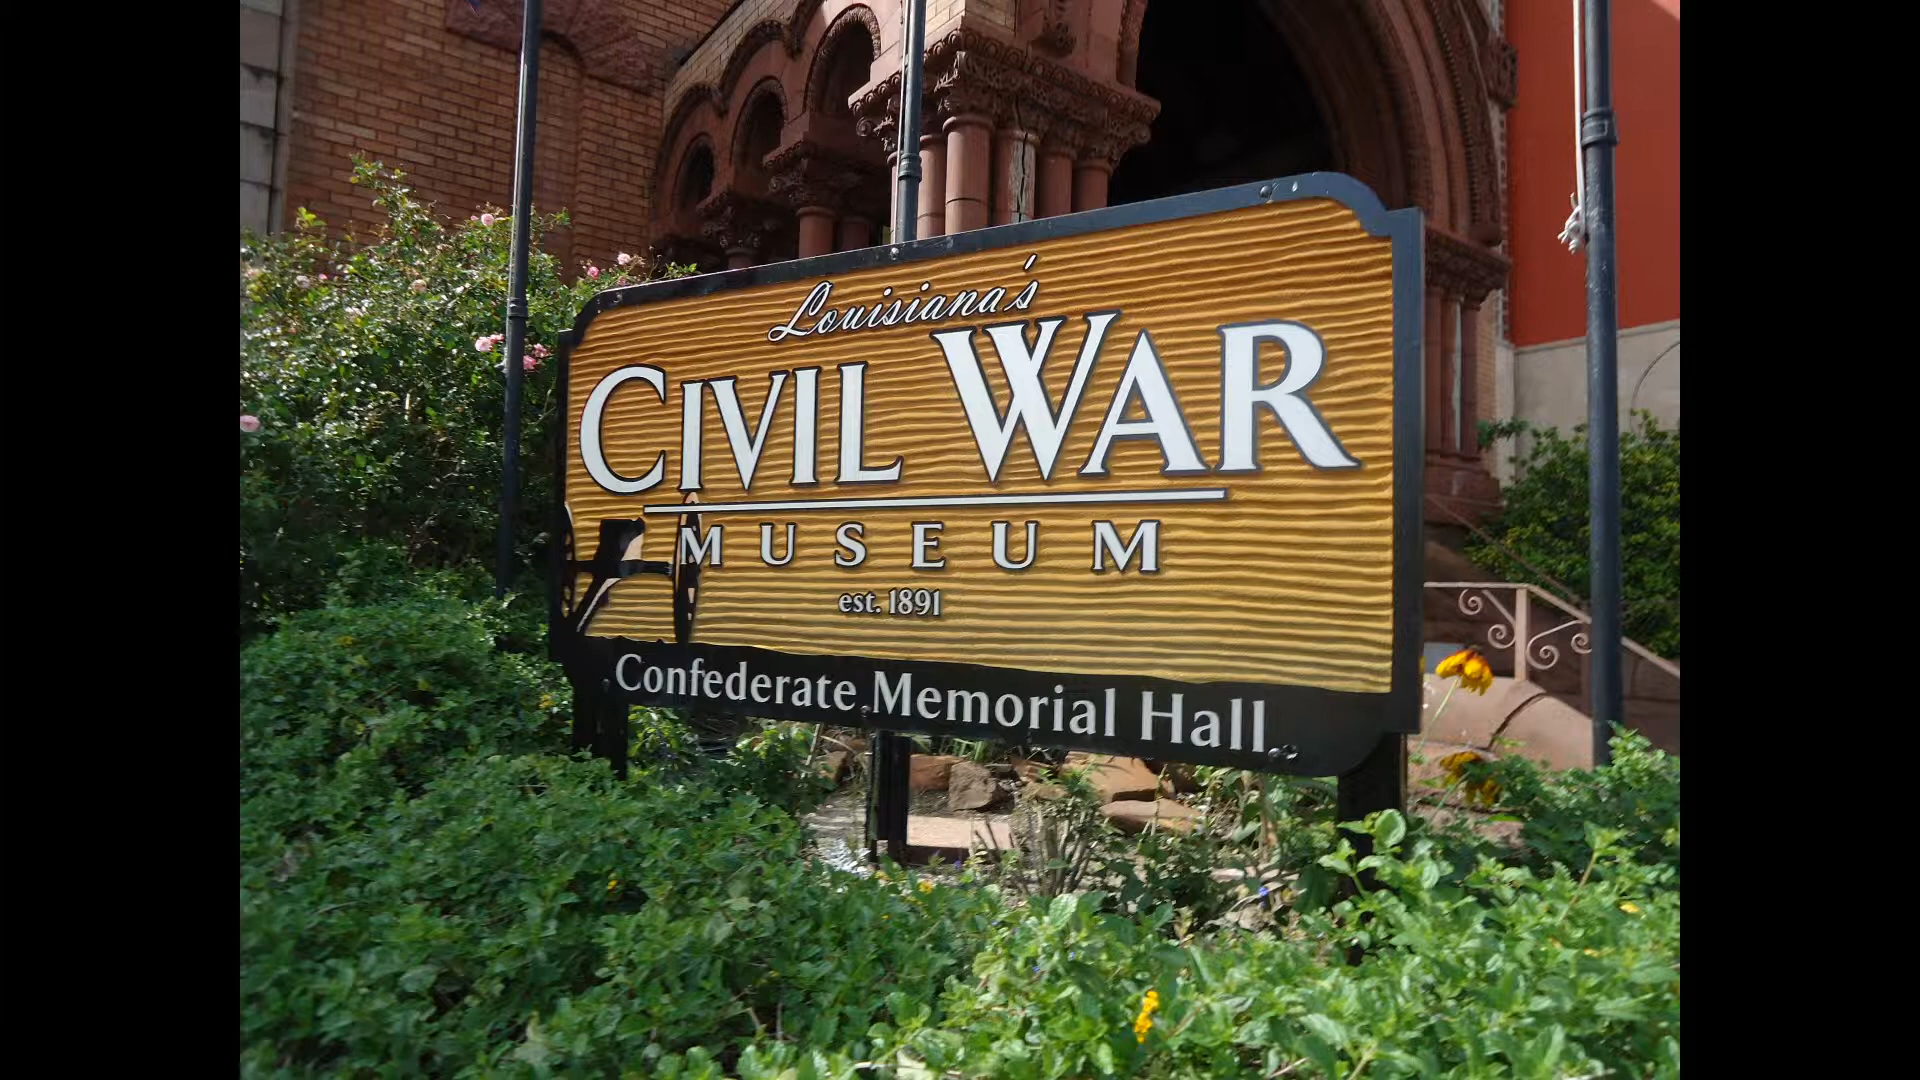 Louisiana's
CIVIL WAR
MUSEUM
est. 1891
Confederate Memorial Hall